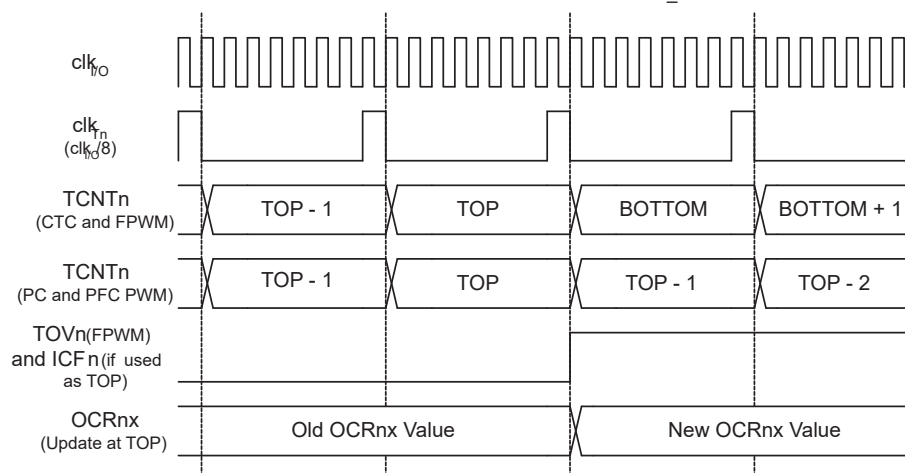 clkI/O
clkTn
(clkI/O/8)
TCNTn
(CTC and FPWM)
TOP - 1
TOP
BOTTOM
BOTTOM + 1
TCNTn
(PC and PFC PWM)
TOP - 1
TOP
TOP - 1
TOP - 2
TOVn(FPWM)
and ICFn(if used
as TOP)
OCRnx
(Update at TOP)
Old OCRnx Value
New OCRnx Value